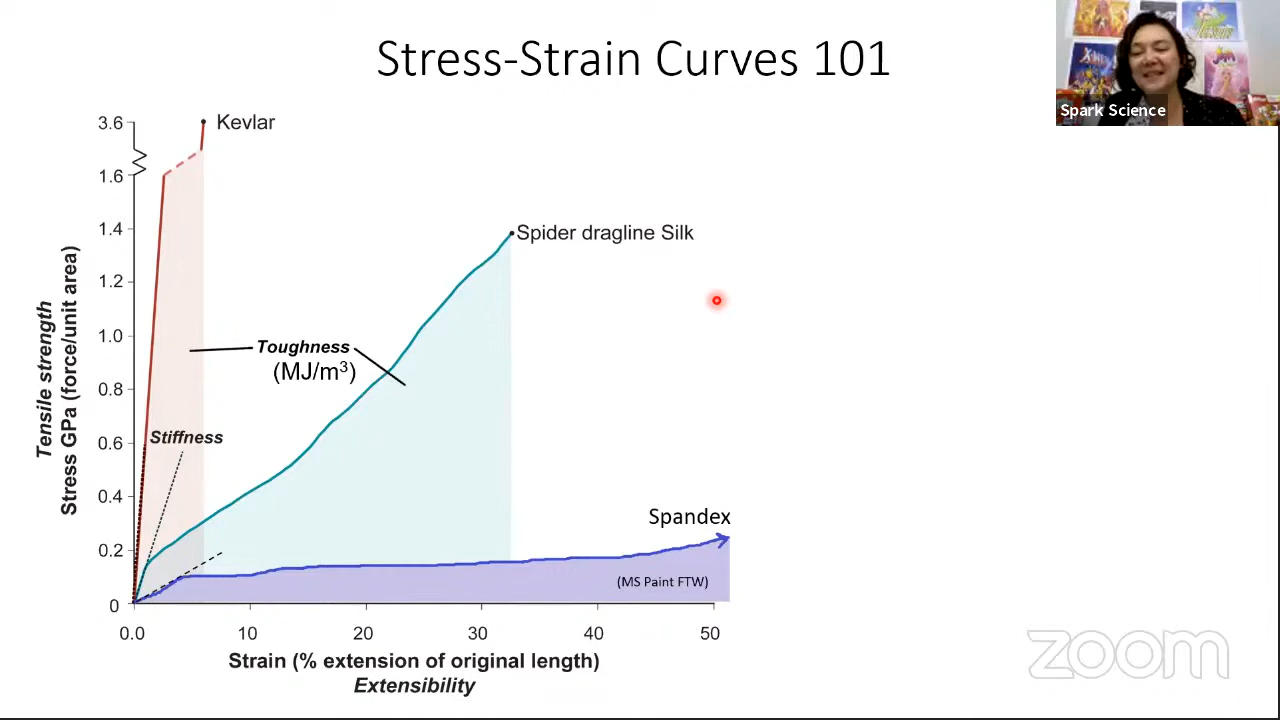 Stress-Strain Curves 101
Spark Science
3.6
Kevlar
1.6
1.4
Spider dragline Silk
1.2
1.0
Toughness
(MJ/m³)
0.8
0.6
Stiffness
0.4
Spandex
0.2
(MS Paint FTW)
0
Tensile strength
Stress GPa (force/unit area)
0.0 10 20 30 40 50
Strain (% extension of original length)
Extensibility
zoom